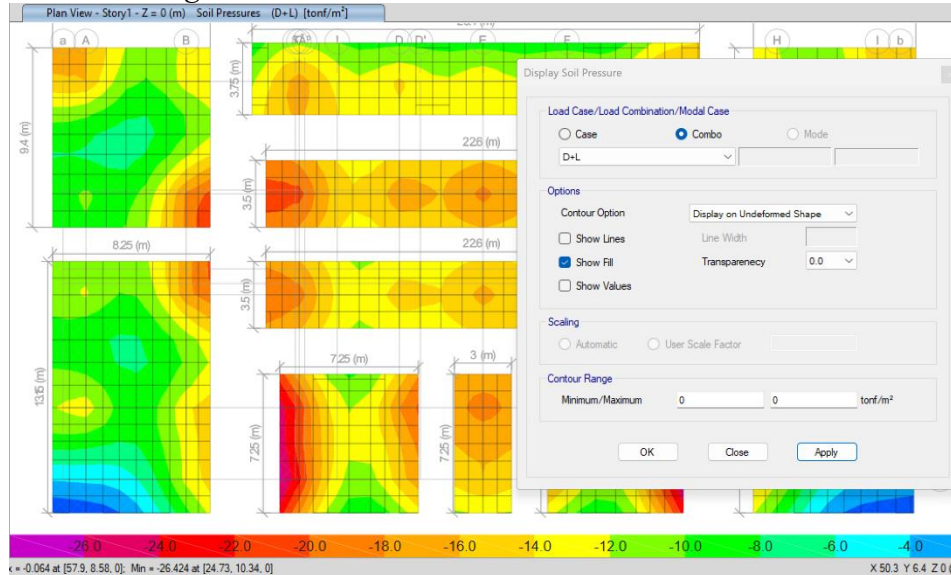 Plan View - Story1 - Z = 0 (m) Soil Pressures (D+L) [tonf/m²]
a A B D D' E F H I b
3.75 (m)
9.4 (m)
22.6 (m)
3.5 (m)
8.25 (m)
22.6 (m)
3.5 (m)
7.25 (m) 3 (m)
13.15 (m)
7.25 (m) 7.25 (m)
Display Soil Pressure
Load Case/Load Combination/Modal Case
Case Combo Mode
D+L
Options
Contour Option Display on Undeformed Shape
Show Lines Line Width
Show Fill Transparenecy 0.0
Show Values
Scaling
Automatic User Scale Factor
Contour Range
Minimum/Maximum 0 0 tonf/m²
OK Close Apply
-26.0 -24.0 -22.0 -20.0 -18.0 -16.0 -14.0 -12.0 -10.0 -8.0 -6.0 -4.0
= -0.064 at [57.9, 8.58, 0]; Min = -26.424 at [24.73, 10.34, 0]
X 50.3 Y 6.4 Z 0